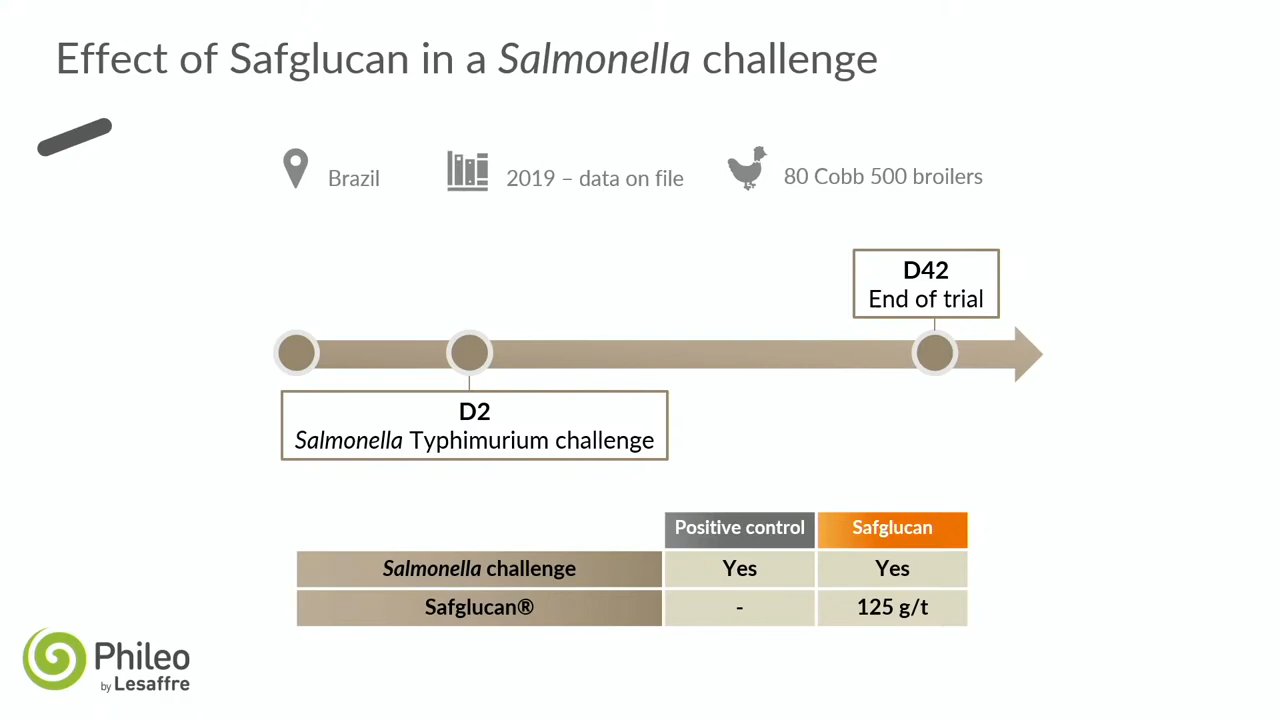 Effect of Safglucan in a Salmonella challenge
Brazil
2019 – data on file
80 Cobb 500 broilers
D42
End of trial
D2
Salmonella Typhimurium challenge
Positive control Safglucan
Salmonella challenge Yes Yes
Safglucan® - 125 g/t
Phileo
by Lesaffre